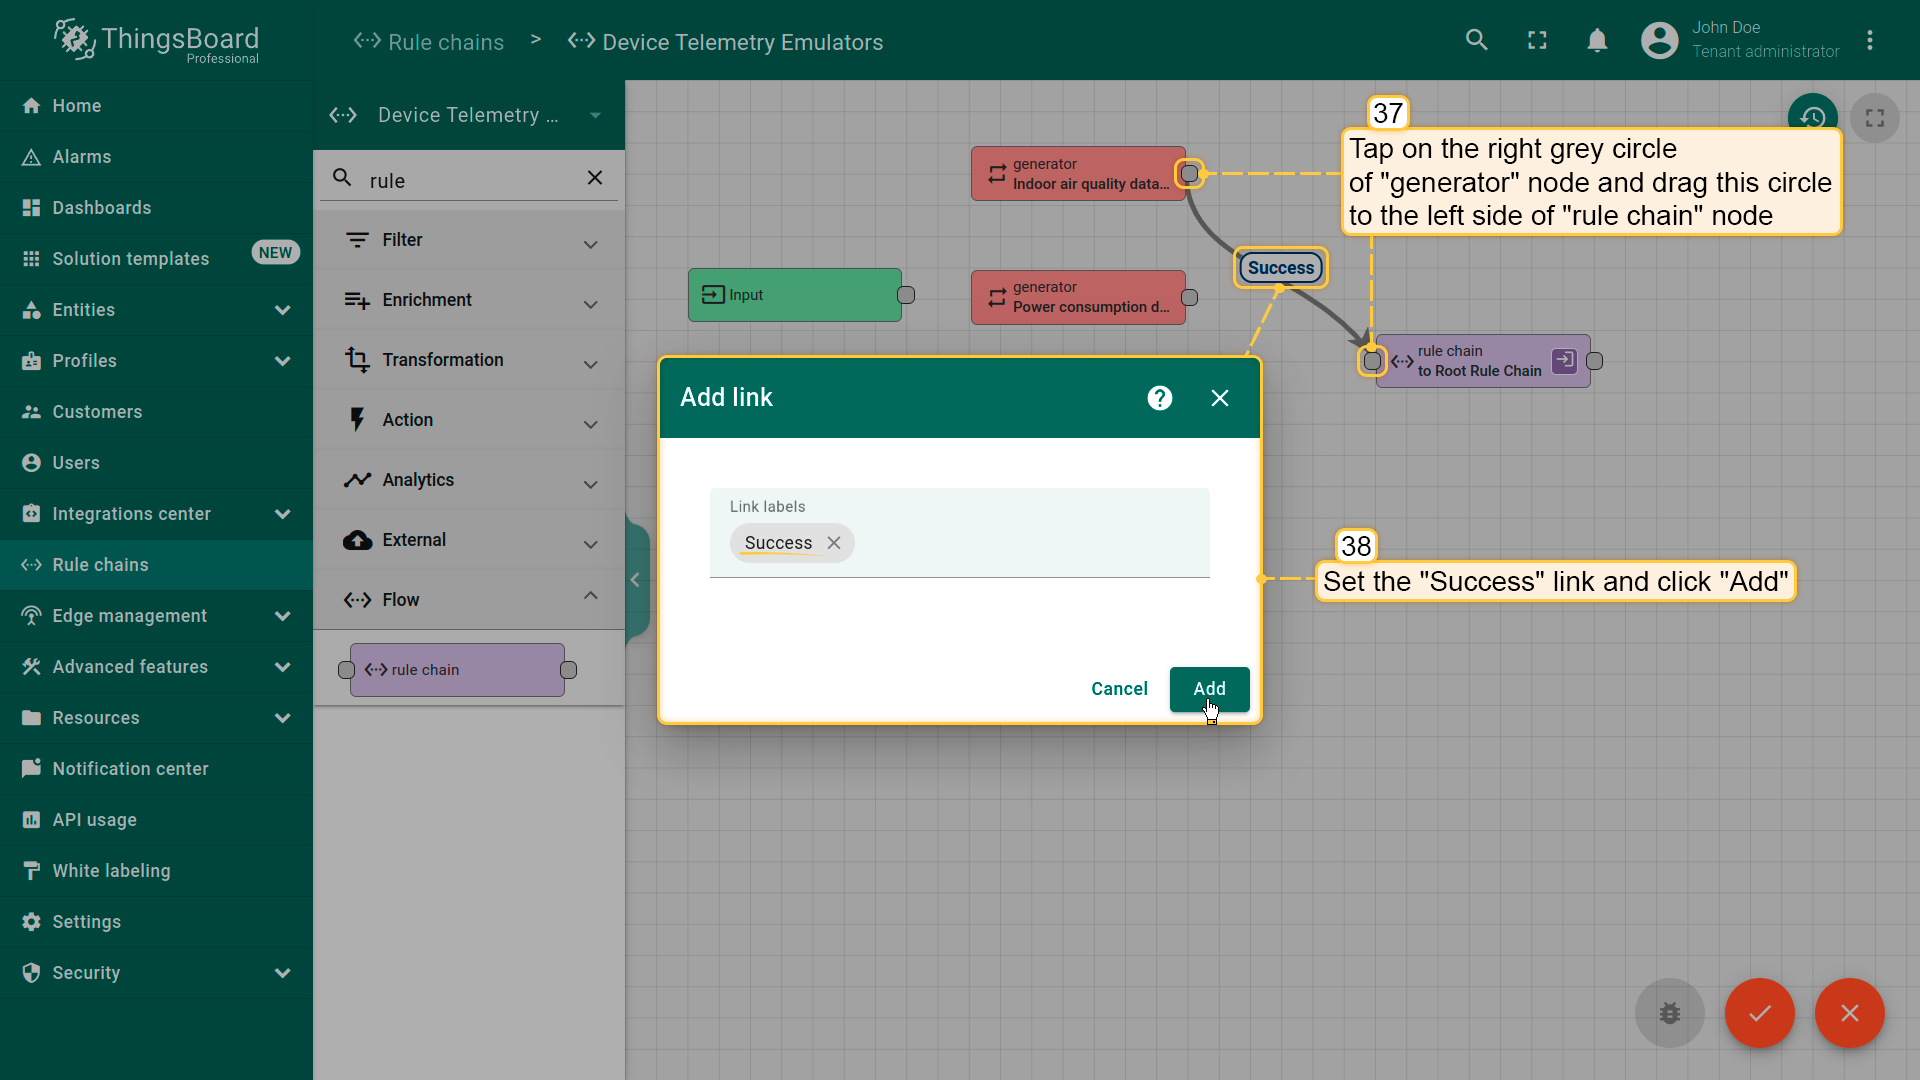 ThingsBoard
Professional
Rule chains > Device Telemetry Emulators
John Doe
Tenant administrator
Home
Alarms
Dashboards
Solution templates
NEW
Entities
Profiles
Customers
Users
Integrations center
Rule chains
Edge management
Advanced features
Resources
Notification center
API usage
White labeling
Settings
Security
Device Telemetry ...
rule
Filter
Enrichment
Transformation
Action
Analytics
External
Flow
rule chain
Input
generator
Indoor air quality data...
generator
Power consumption d...
Success
rule chain
to Root Rule Chain
37
Tap on the right grey circle
of "generator" node and drag this circle
to the left side of "rule chain" node
Add link
Link labels
Success
Cancel
Add
38
Set the "Success" link and click "Add"